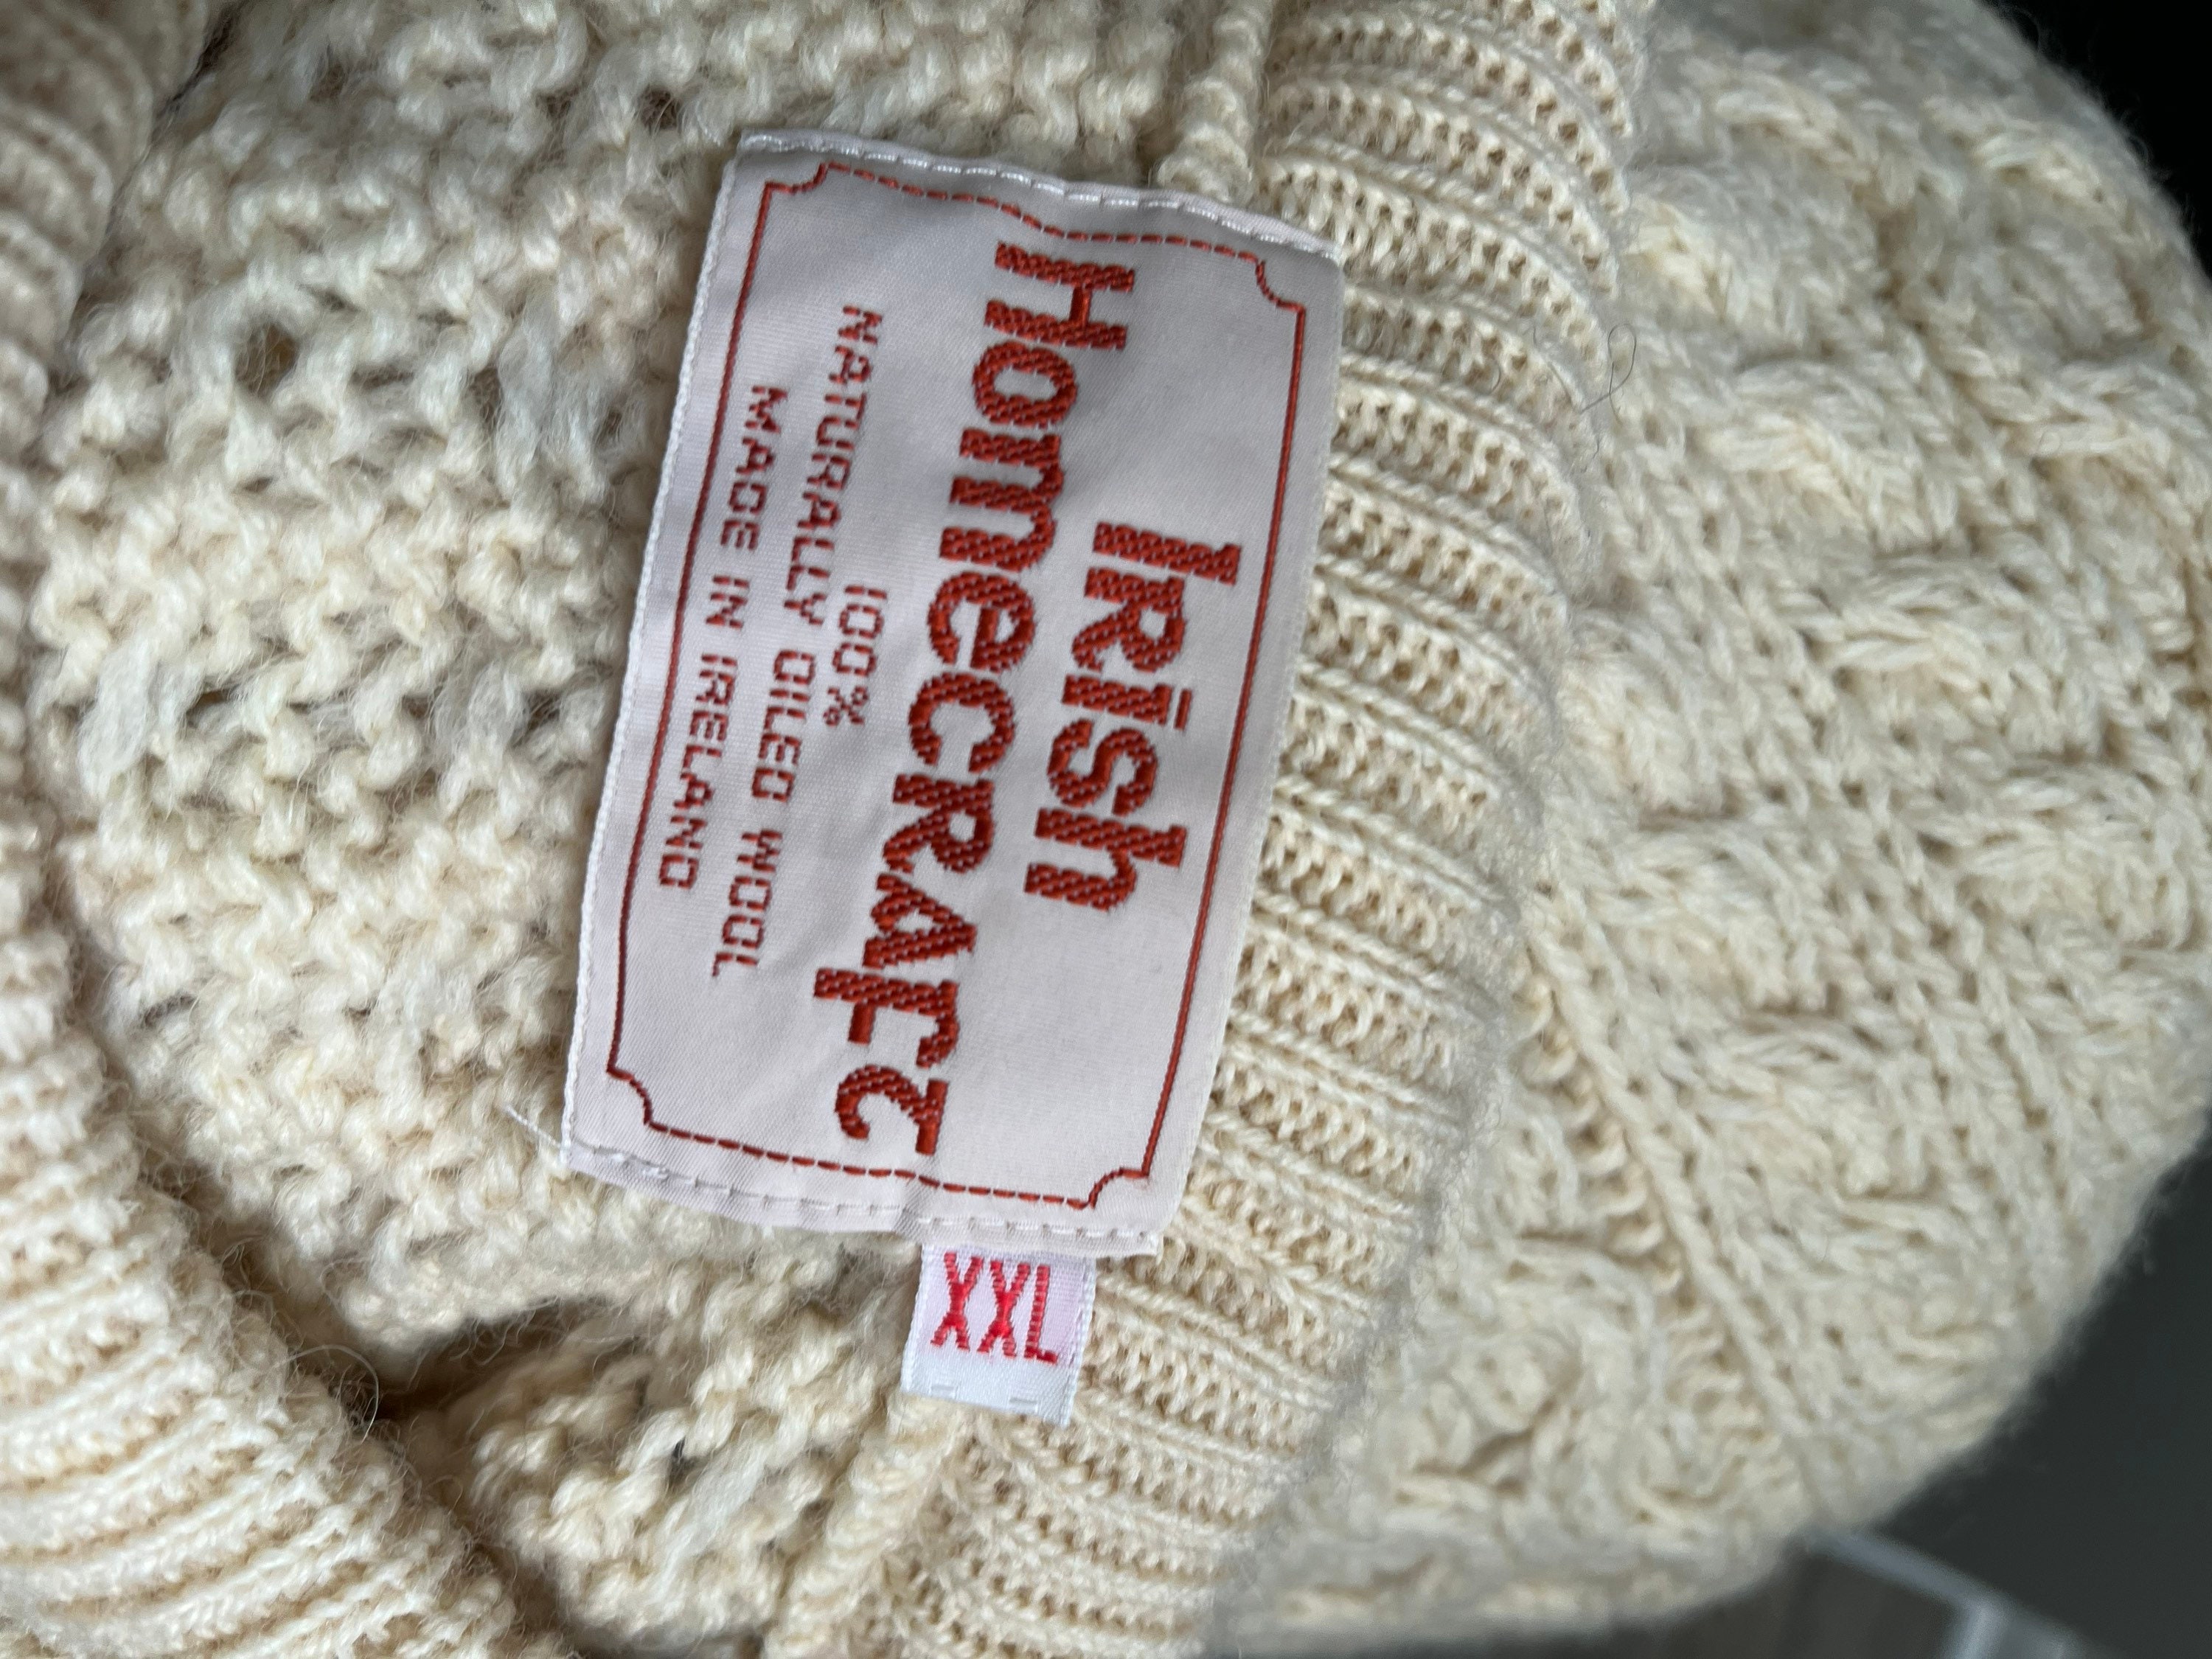 Irish
Homecraft
100%
NATURALLY OILED WOOL
MADE IN IRELAND
XXL